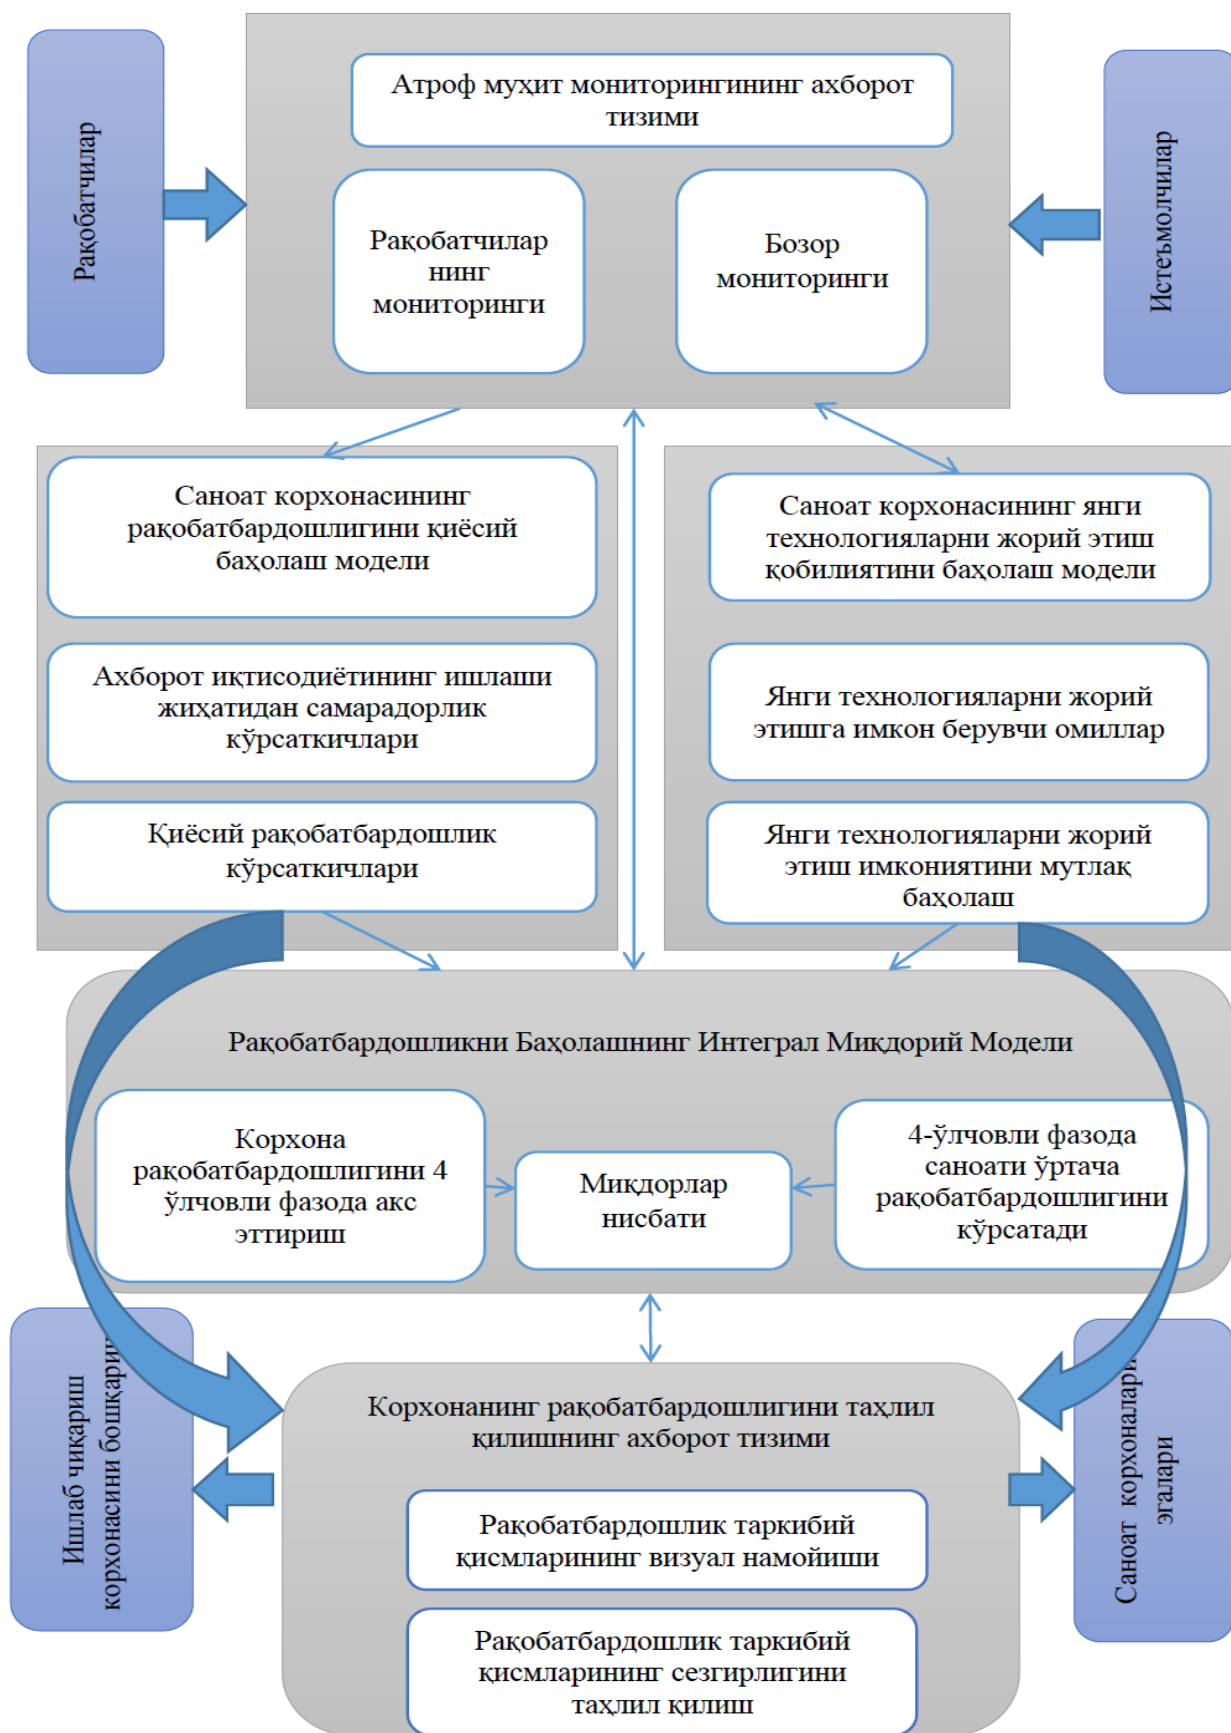 Рақобатчилар
Атроф муҳит мониторингининг ахборот
тизими
Рақобатчилар
нинг
мониторинги
Бозор
мониторинги
Истеъмолчилар
Саноат корхонасининг
рақобатбардошлигини қиёсий
баҳолаш модели
Ахборот иқтисодиётининг ишлаши
жиҳатидан самарадорлик
кўрсаткичлари
Қиёсий рақобатбардошлик
кўрсаткичлари
Саноат корхонасининг янги
технологияларни жорий этиш
қобилиятини баҳолаш модели
Янги технологияларни жорий
этишга имкон берувчи омиллар
Янги технологияларни жорий
этиш имкониятини мутлақ
баҳолаш
Рақобатбардошликни Баҳолашнинг Интеграл Миқдорий Модели
Корхона
рақобатбардошлигини 4
ўлчовли фазода акс
эттириш
Миқдорлар
нисбати
4-ўлчовли фазода
саноати ўртача
рақобатбардошлигини
кўрсатади
Ишлаб чиқариш
корхонасини бошқариш
Корхонанинг рақобатбардошлигини таҳлил
қилишнинг ахборот тизими
Рақобатбардошлик таркибий
қисмларининг визуал намойиши
Рақобатбардошлик таркибий
қисмларининг сезгирлигини
таҳлил қилиш
Саноат корхоналари
эгалари